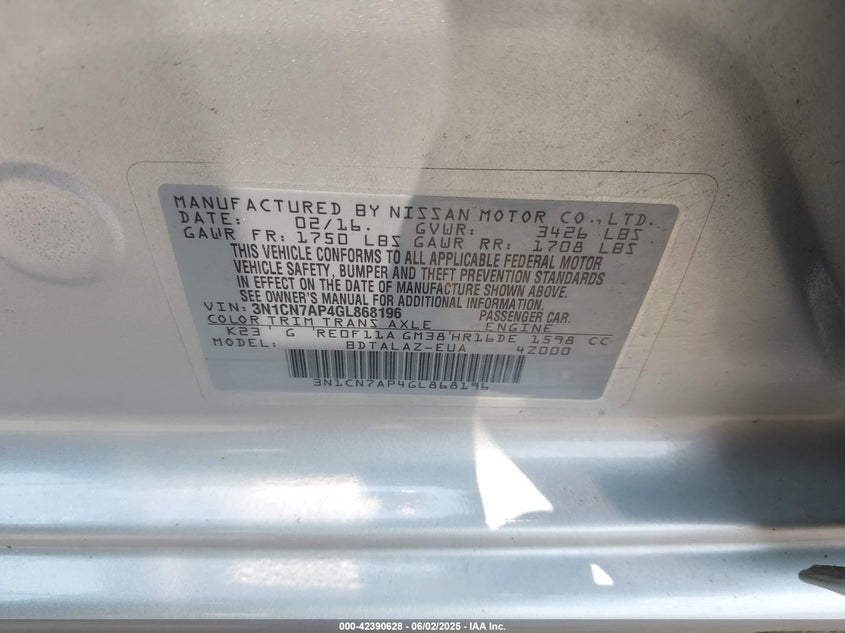 MANUFACTURED BY NISSAN MOTOR CO.,LTD.
DATE: 02/16. GVWR: 3426 LBS
GAWR FR: 1750 LBS GAWR RR: 1708 LBS
THIS VEHICLE CONFORMS TO ALL APPLICABLE FEDERAL MOTOR
VEHICLE SAFETY, BUMPER AND THEFT PREVENTION STANDARDS
IN EFFECT ON THE DATE OF MANUFACTURE SHOWN ABOVE.
SEE OWNER'S MANUAL FOR ADDITIONAL INFORMATION
VIN: 3N1CN7AP4GL868196 PASSENGER CAR.
COLOR TRIM TRANS AXLE ENGINE
K23' G 'RE0F11A GM38'HR16DE 1598 CC
MODEL: BDTALAZ-EUA 4Z000
3N1CN7AP4GL868196
000-42390628 - 06/02/2025 - IAA Inc.